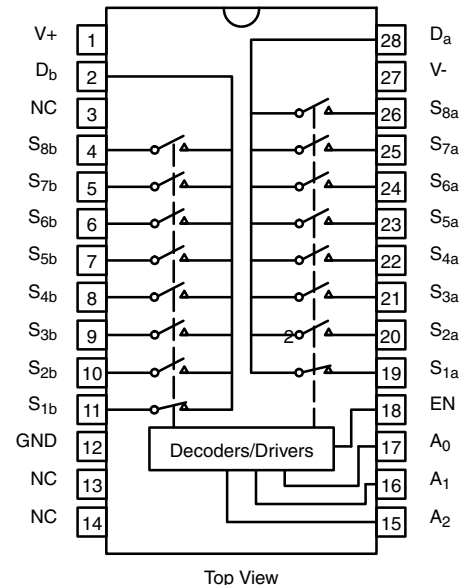 V+ 1 28 Da
Db 2 27 V-
NC 3 26 S8a
S8b 4 25 S7a
S7b 5 24 S6a
S6b 6 23 S5a
S5b 7 22 S4a
S4b 8 21 S3a
S3b 9 2 20 S2a
S2b 10 19 S1a
S1b 11 18 EN
GND 12 Decoders/Drivers 17 A0
NC 13 16 A1
NC 14 15 A2
Top View